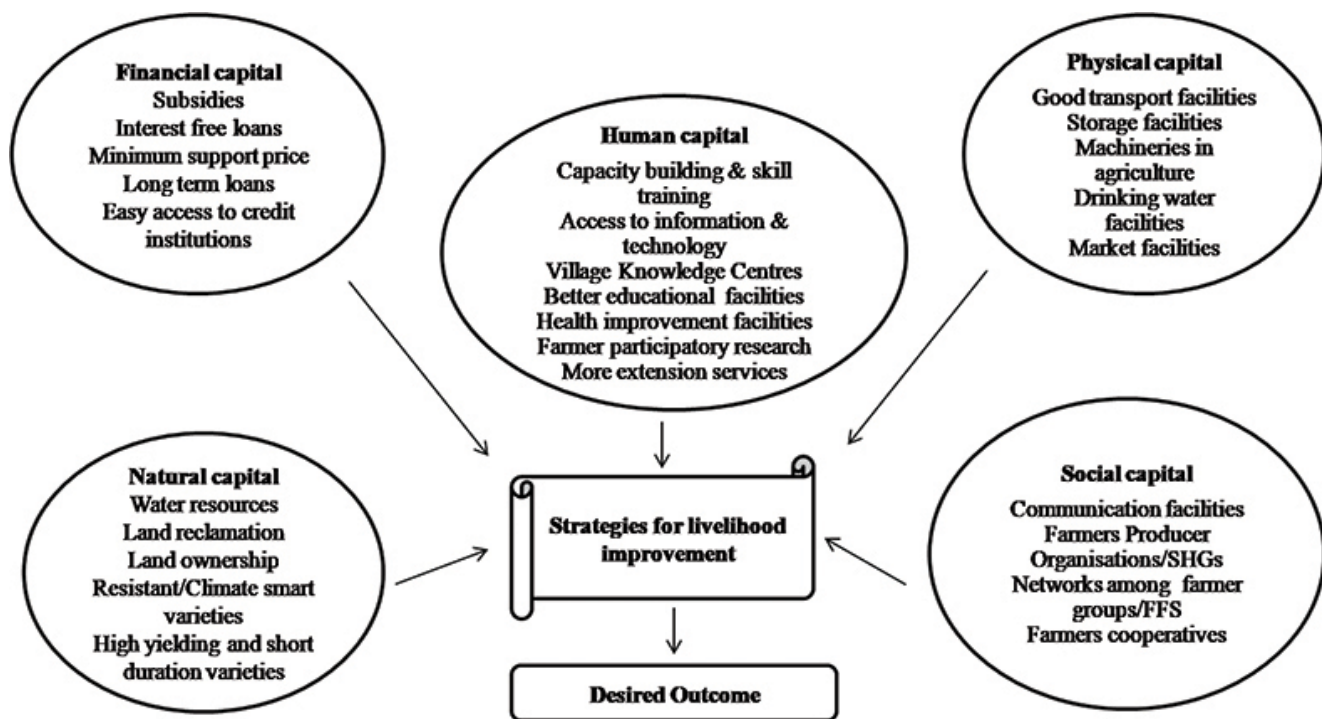 Financial capital
Subsidies
Interest free loans
Minimum support price
Long term loans
Easy access to credit
institutions
Human capital
Capacity building & skill
training
Access to information &
technology
Village Knowledge Centres
Better educational facilities
Health improvement facilities
Farmer participatory research
More extension services
Physical capital
Good transport facilities
Storage facilities
Machineries in
agriculture
Drinking water
facilities
Market facilities
Natural capital
Water resources
Land reclamation
Land ownership
Resistant/Climate smart
varieties
High yielding and short
duration varieties
Strategies for livelihood
improvement
Social capital
Communication facilities
Farmers Producer
Organisations/SHGs
Networks among farmer
groups/FFS
Farmers cooperatives
Desired Outcome